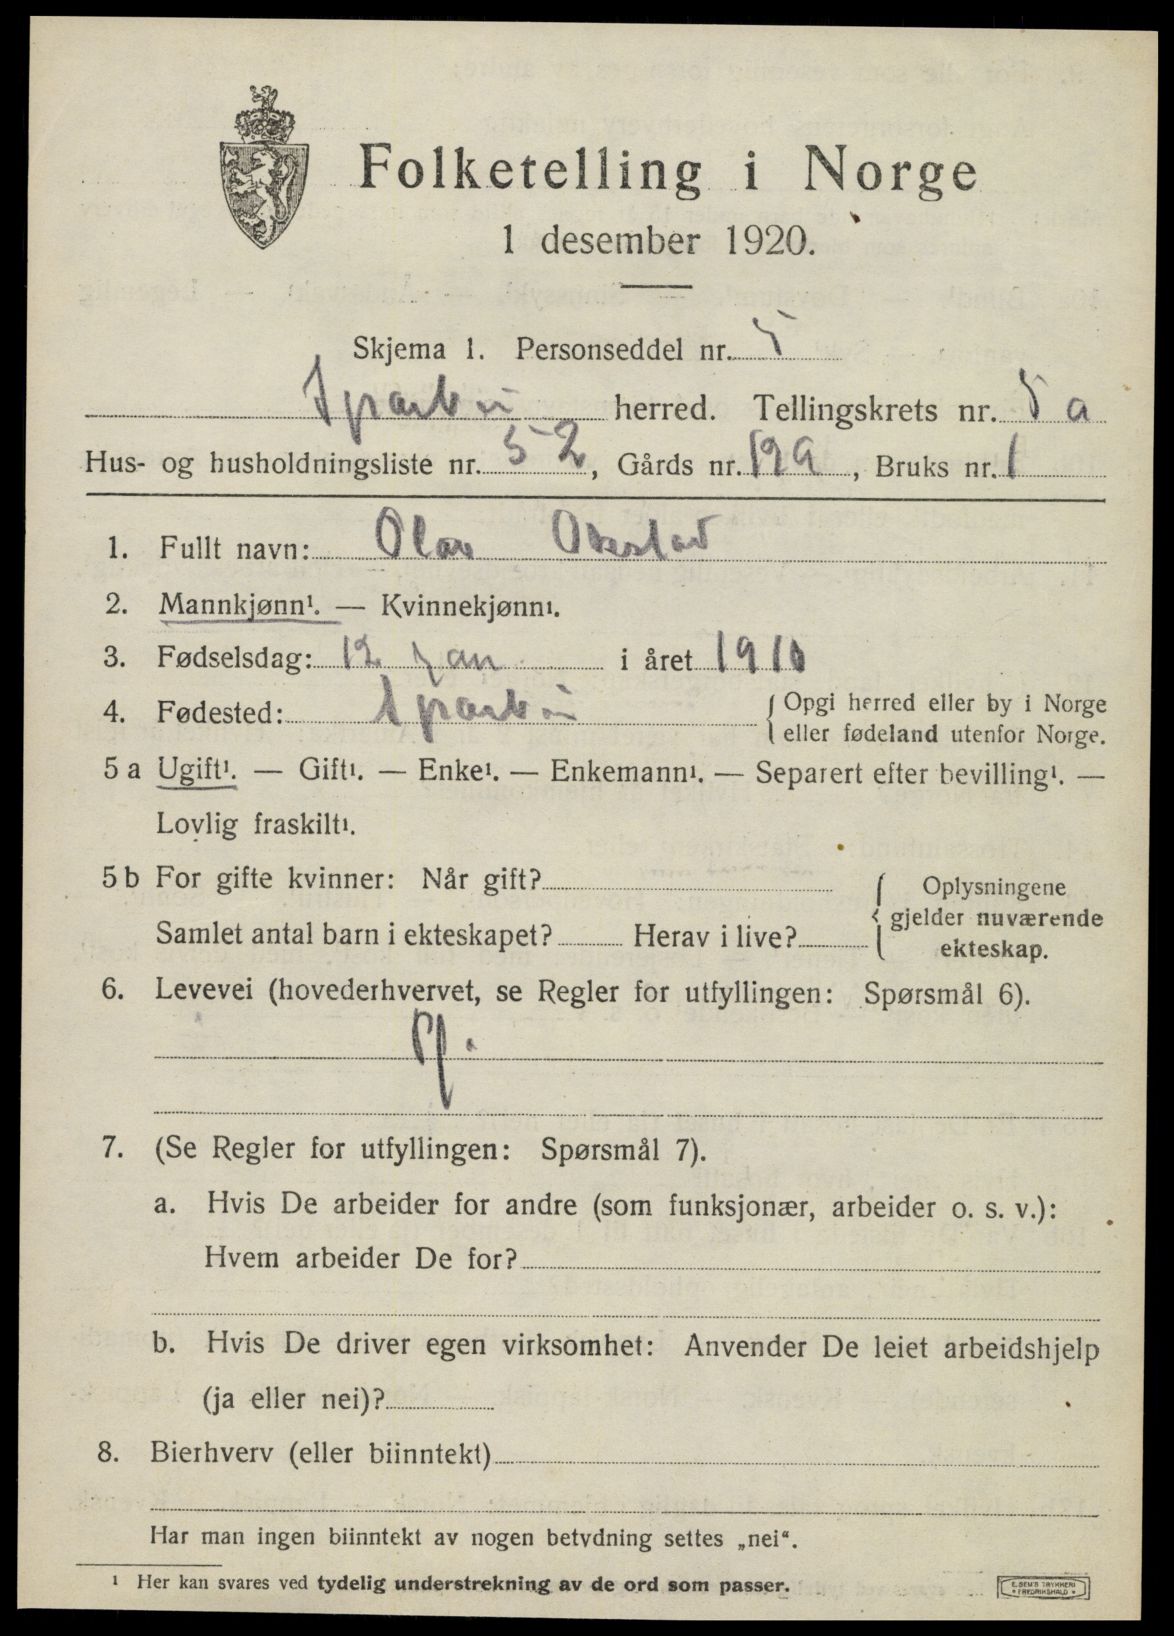 Folketelling i Norge
1 desember 1920.
Skjema 1. Personseddel nr. 5
Sparbu herred. Tellingskrets nr. 5 a
Hus- og husholdningsliste nr. 52, Gårds nr. 129, Bruks nr. 1
1. Fullt navn: Olav
2. Mannkjønn¹. — Kvinnekjønn¹.
3. Fødselsdag: 12 jan i året 1910
4. Fødested: Sparbu { Opgi herred eller by i Norge
eller fødeland utenfor Norge.
5 a Ugift¹. — Gift¹. — Enke¹. — Enkemann¹. — Separert efter bevilling¹. —
Lovlig fraskilt¹.
5 b For gifte kvinner: Når gift?
Samlet antal barn i ekteskapet? Herav i live?
{ Oplysningene
gjelder nuværende
ekteskap.
6. Levevei (hovederhvervet, se Regler for utfyllingen: Spørsmål 6).
7. (Se Regler for utfyllingen: Spørsmål 7).
a. Hvis De arbeider for andre (som funksjonær, arbeider o. s. v.):
Hvem arbeider De for?
b. Hvis De driver egen virksomhet: Anvender De leiet arbeidshjelp
(ja eller nei)?
8. Bierhverv (eller biinntekt)
Har man ingen biinntekt av nogen betydning settes „nei“.
¹ Her kan svares ved tydelig understrekning av de ord som passer.
E. SEM'S TRYKKERI
• FREDRIKSHALD •